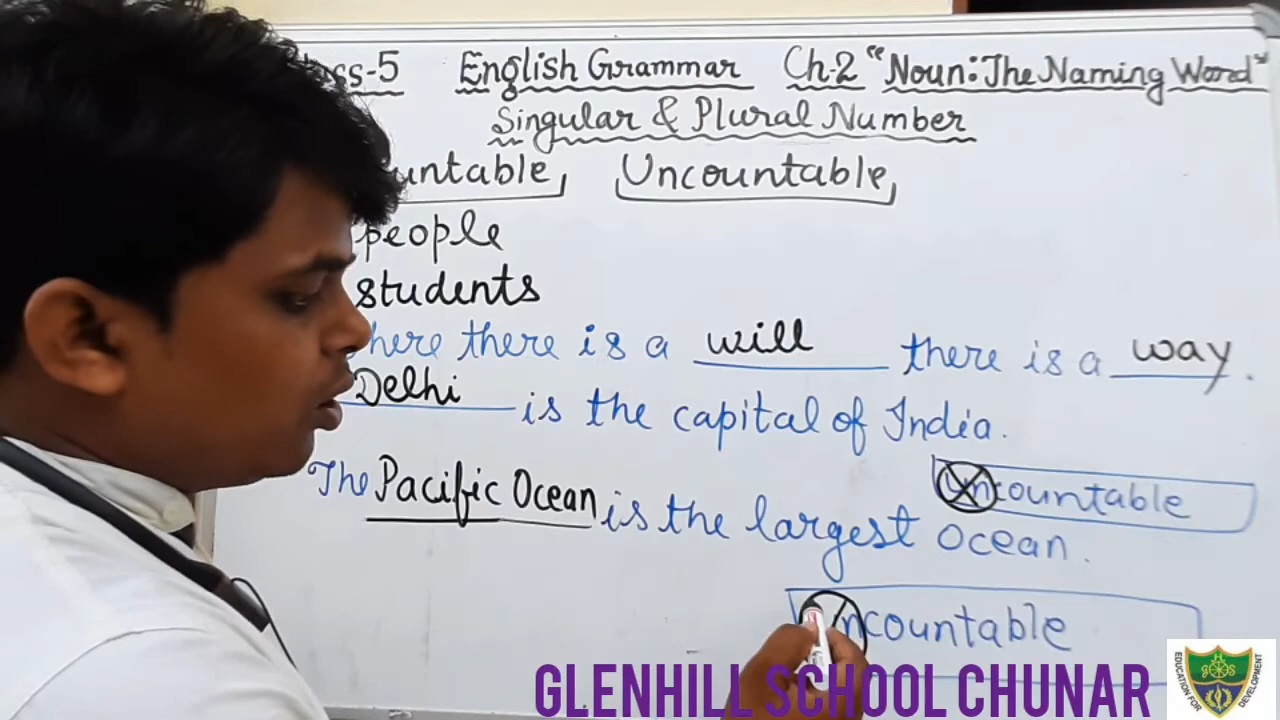 ss-5 English Grammar Ch-2 "Noun: The Naming Word"
Singular & Plural Number
untable Uncountable
people
students
here there is a will there is a way.
Delhi is the capital of India.
The Pacific Ocean is the largest Ocean.
Uncountable
Uncountable
GLENHILL SCHOOL CHUNAR
G H S
EDUCATION FOR DEVELOPMENT